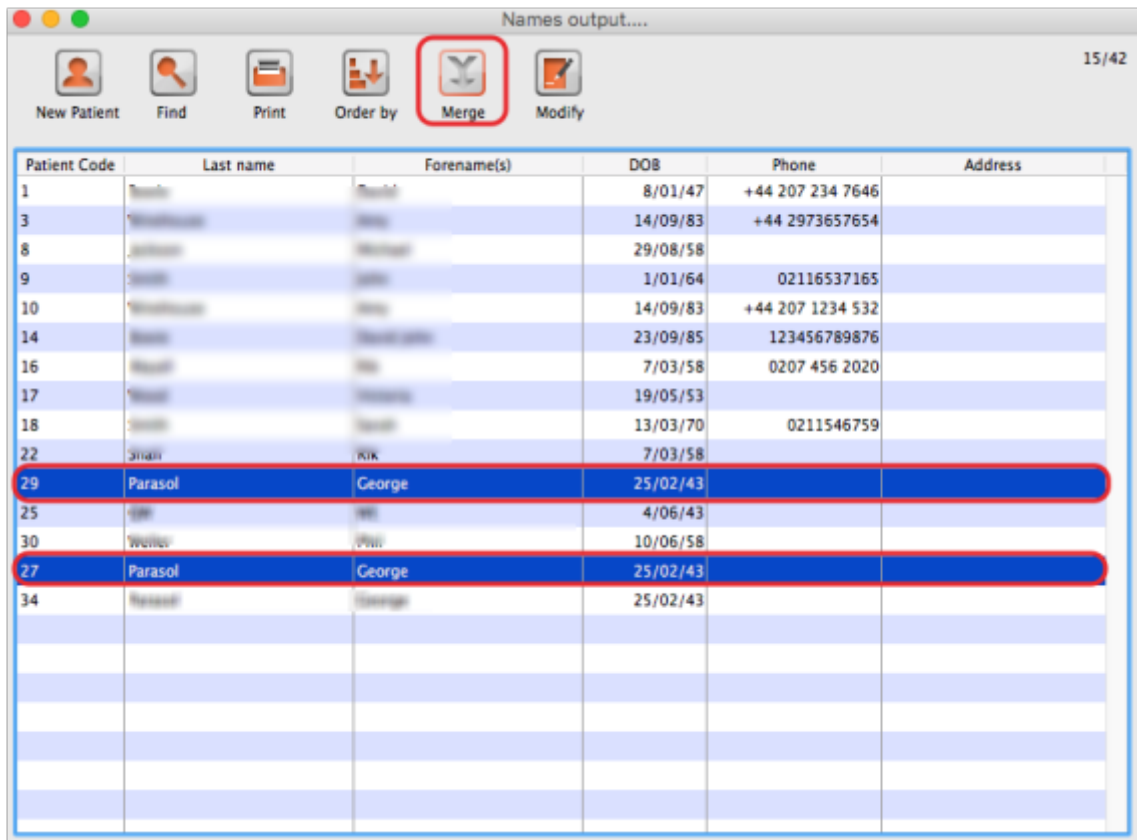 Names output....
15/42
New Patient Find Print Order by Merge Modify
Patient Code Last name Forename(s) DOB Phone Address
1 8/01/47 +44 207 234 7646
3 14/09/83 +44 2973657654
8 29/08/58
9 1/01/64 02116537165
10 14/09/83 +44 207 1234 532
14 23/09/85 123456789876
16 7/03/58 0207 456 2020
17 19/05/53
18 13/03/70 0211546759
22 7/03/58
29 Parasol George 25/02/43
25 4/06/43
30 10/06/58
27 Parasol George 25/02/43
34 25/02/43